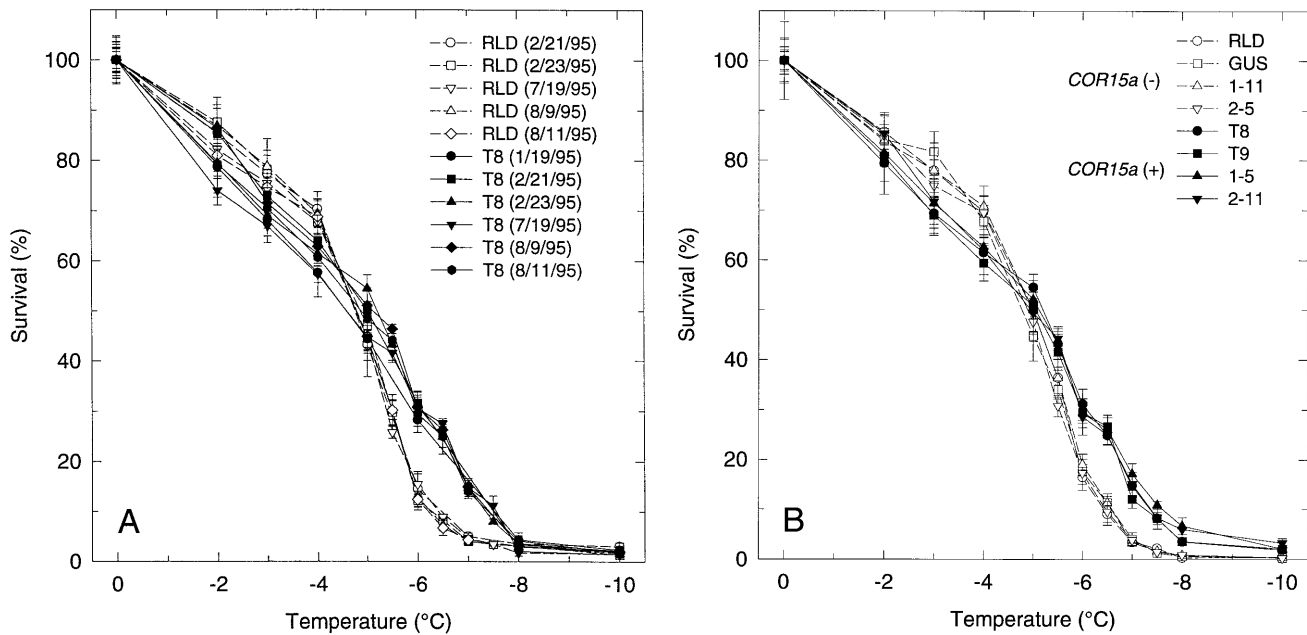 100
80
60
40
20
0
Survival (%)
0 -2 -4 -6 -8 -10
Temperature (°C)
A
RLD (2/21/95)
RLD (2/23/95)
RLD (7/19/95)
RLD (8/9/95)
RLD (8/11/95)
T8 (1/19/95)
T8 (2/21/95)
T8 (2/23/95)
T8 (7/19/95)
T8 (8/9/95)
T8 (8/11/95)
100
80
60
40
20
0
Survival (%)
0 -2 -4 -6 -8 -10
Temperature (°C)
B
COR15a (-)
RLD
GUS
1-11
2-5
COR15a (+)
T8
T9
1-5
2-11